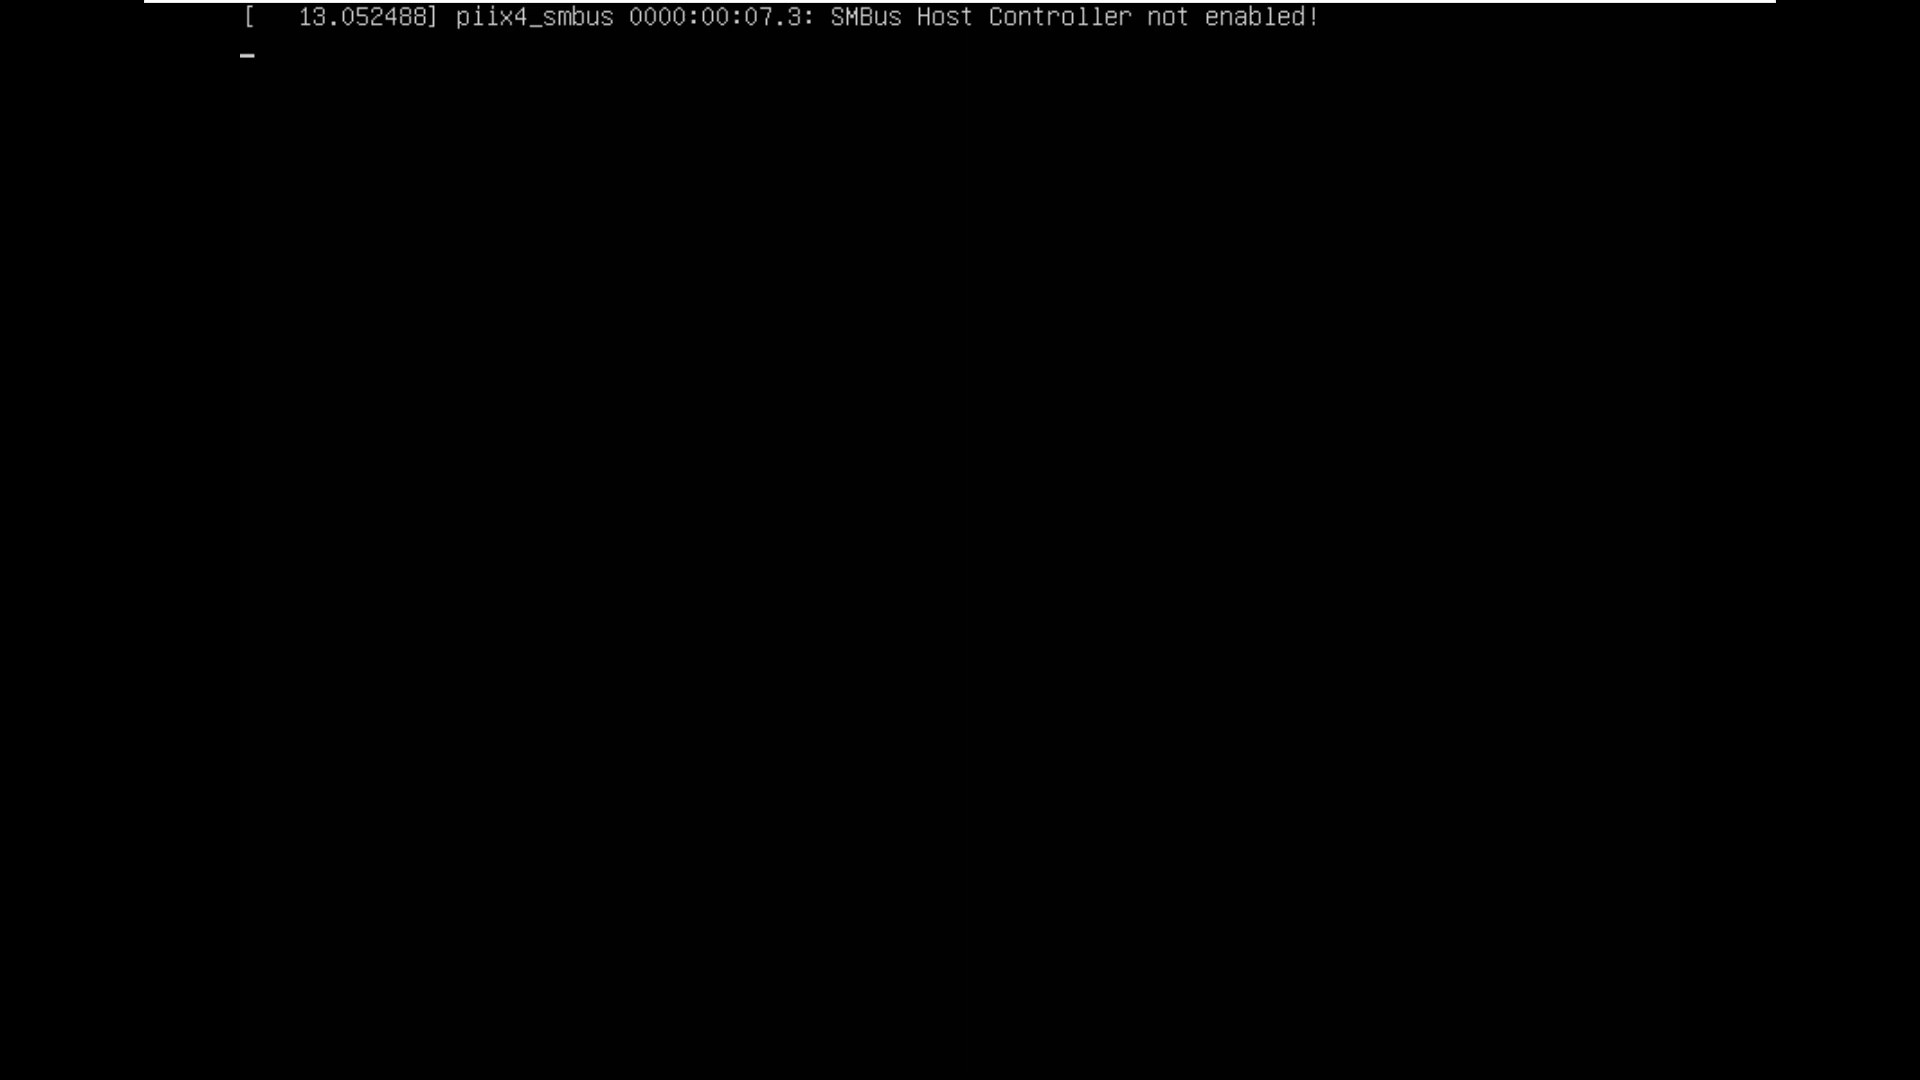 [   13.052488] piix4_smbus 0000:00:07.3: SMBus Host Controller not enabled!